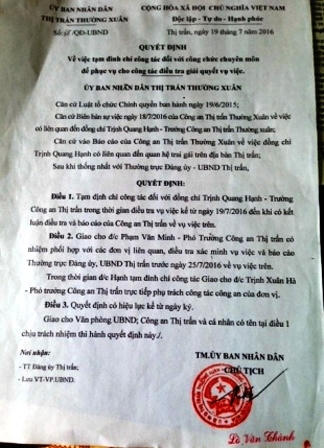 ỦY BAN NHÂN DÂN
THỊ TRẤN THƯỜNG XUÂN
CỘNG HÒA XÃ HỘI CHỦ NGHĨA VIỆT NAM
Độc lập - Tự do - Hạnh phúc
Số /QĐ-UBND
Thị trấn, ngày 19 tháng 7 năm 2016
QUYẾT ĐỊNH
Về việc tạm đình chỉ công tác đối với công chức chuyên môn
để phục vụ cho công tác điều tra giải quyết vụ việc.
ỦY BAN NHÂN DÂN THỊ TRẤN THƯỜNG XUÂN
Căn cứ Luật tổ chức Chính quyền ban hành ngày 19/6/2015;
Căn cứ Biên bản sự việc ngày 18/7/2016 của Công an Thị trấn Thường Xuân về việc
có liên quan đến đồng chí Trịnh Quang Hạnh - Trưởng Công an Thị trấn Thường xuân;
Căn cứ vào Báo cáo của Công an Thị trấn Thường Xuân về việc đồng chí
Trịnh Quang Hạnh có liên quan đến quan hệ trai gái trên địa bàn Thị trấn;
Sau khi thống nhất với Thường trực Đảng ủy - UBND Thị trấn,
QUYẾT ĐỊNH:
Điều 1. Tạm đình chỉ công tác đối với đồng chí Trịnh Quang Hạnh - Trưởng
Công an Thị trấn trong thời gian điều tra vụ việc kể từ ngày 19/7/2016 đến khi có kết
luận điều tra và báo cáo của Công an Thị trấn về vụ việc trên.
Điều 2. Giao cho đ/c Phạm Văn Minh - Phó Trưởng Công an Thị trấn có
nhiệm phối hợp với các đơn vị liên quan, điều tra xác minh vụ việc và báo cáo
Thường trực Đảng ủy, UBND Thị trấn trước ngày 25/7/2016 về vụ việc trên.
Trong thời gian đ/c Hạnh tạm đình chỉ công tác Giao cho đ/c Trịnh Xuân Hà
- Phó trưởng Công an Thị trấn trực tiếp phụ trách công tác công an của đơn vị.
Điều 3. Quyết định có hiệu lực kể từ ngày ký.
Giao cho Văn phòng UBND; Công an Thị trấn và cá nhân có tên tại điều 1
chịu trách nhiệm thi hành quyết định này./.
Nơi nhận:
- TT Đảng ủy Thị trấn;
- Lưu VT-VP.UBND.
TM.ỦY BAN NHÂN DÂN
CHỦ TỊCH
Lê Văn Thành